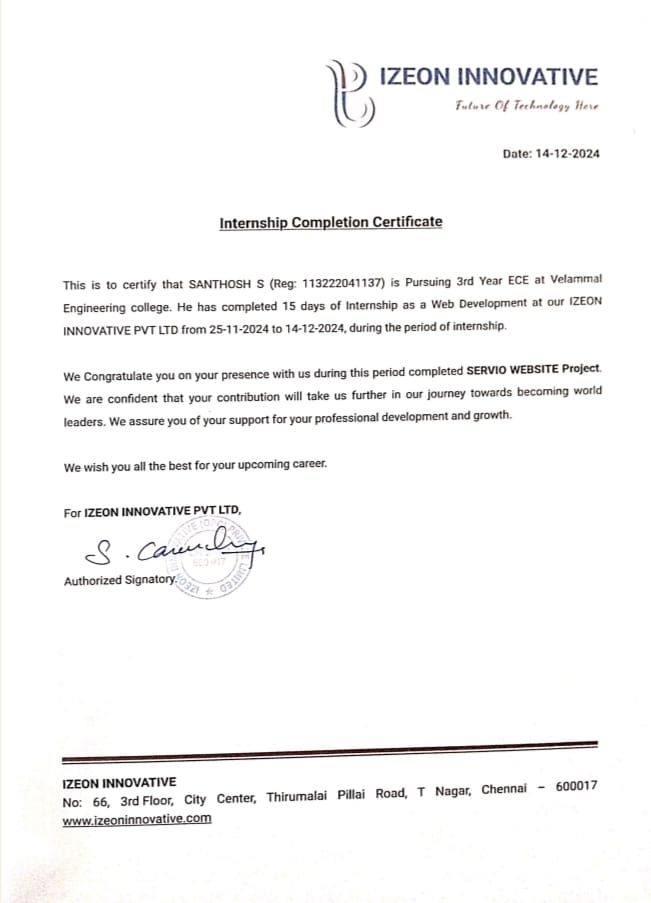 IZEON INNOVATIVE
Future Of Technology Here
Date: 14-12-2024
Internship Completion Certificate
This is to certify that SANTHOSH S (Reg: 113222041137) is Pursuing 3rd Year ECE at Velammal
Engineering college. He has completed 15 days of Internship as a Web Development at our IZEON
INNOVATIVE PVT LTD from 25-11-2024 to 14-12-2024, during the period of internship.
We Congratulate you on your presence with us during this period completed SERVIO WEBSITE Project.
We are confident that your contribution will take us further in our journey towards becoming world
leaders. We assure you of your support for your professional development and growth.
We wish you all the best for your upcoming career.
For IZEON INNOVATIVE PVT LTD,
S.
Authorized Signatory.
IZEON INNOVATIVE (OPC) PRIVATE LIMITED
IZEON INNOVATIVE
No: 66, 3rd Floor, City Center, Thirumalai Pillai Road, T Nagar, Chennai – 600017
www.izeoninnovative.com